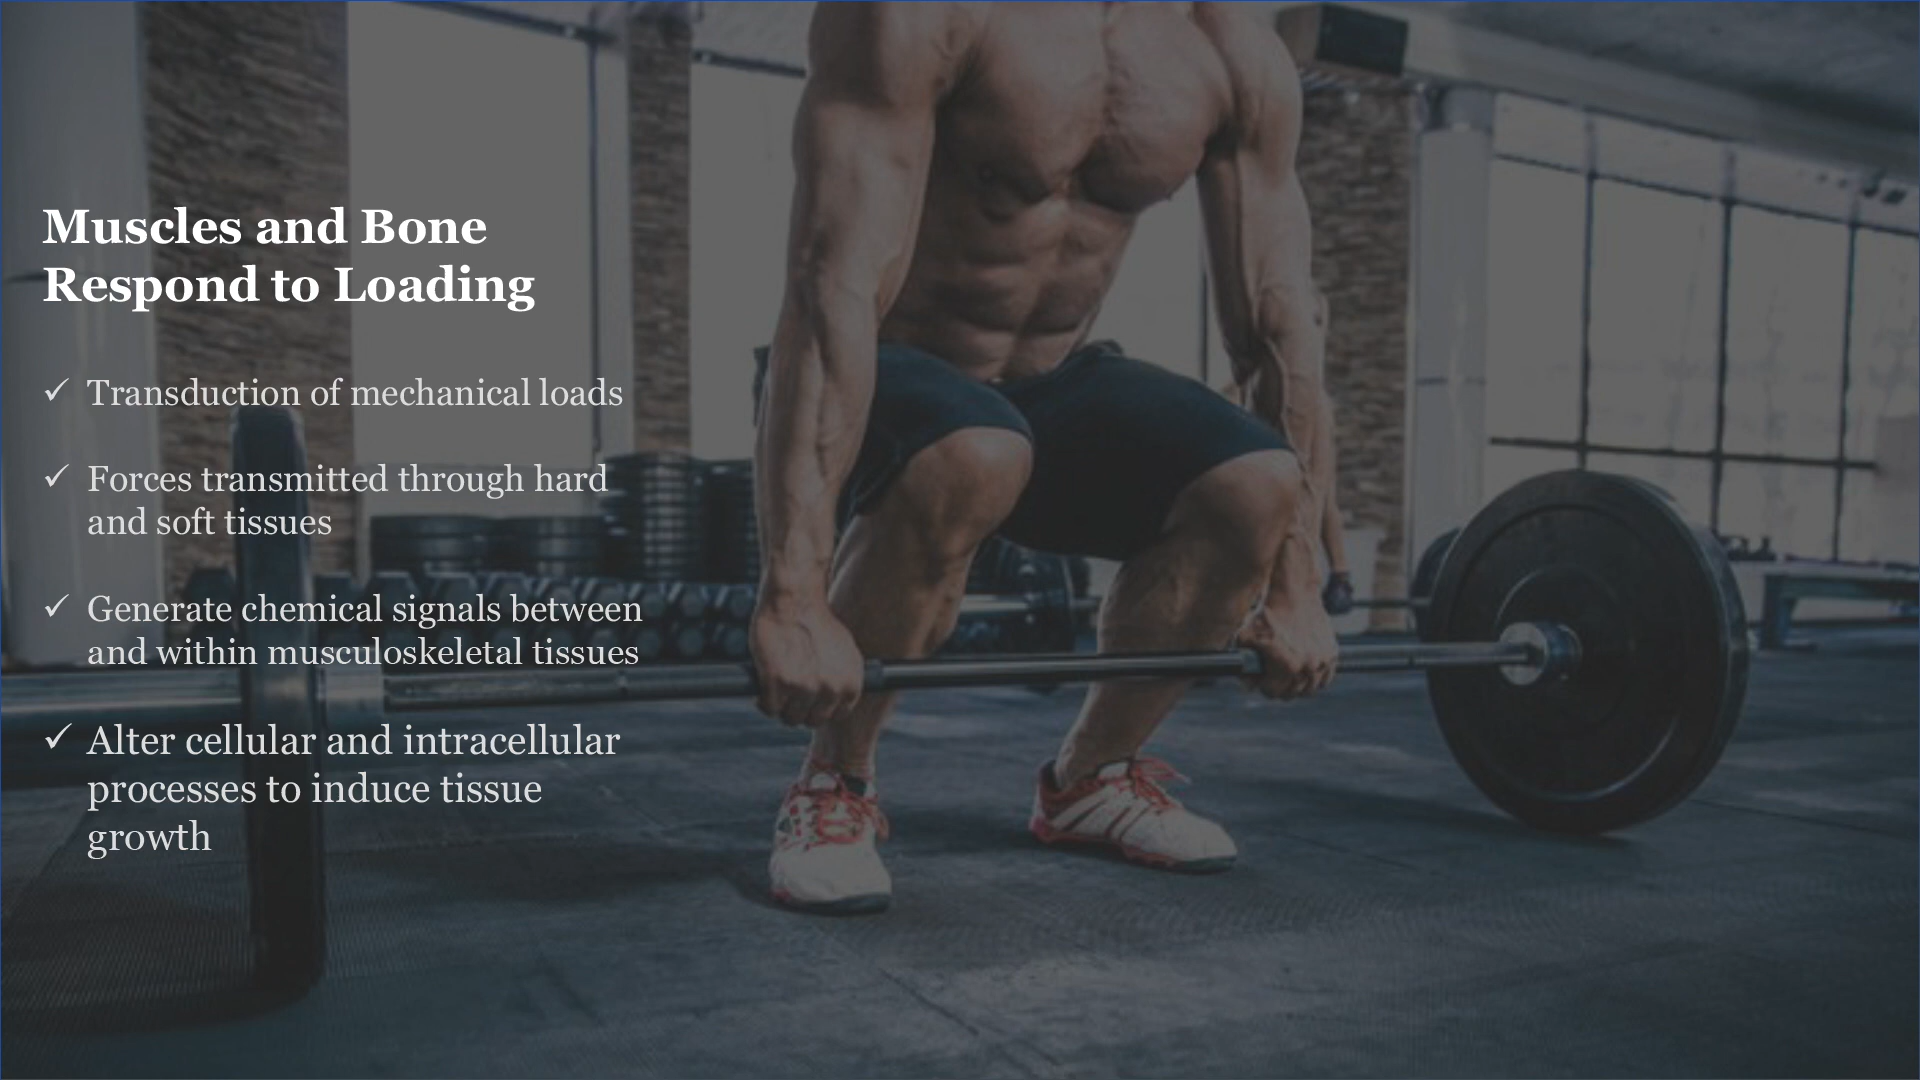 Muscles and Bone
Respond to Loading
✓ Transduction of mechanical loads
✓ Forces transmitted through hard
and soft tissues
✓ Generate chemical signals between
and within musculoskeletal tissues
✓ Alter cellular and intracellular
processes to induce tissue
growth